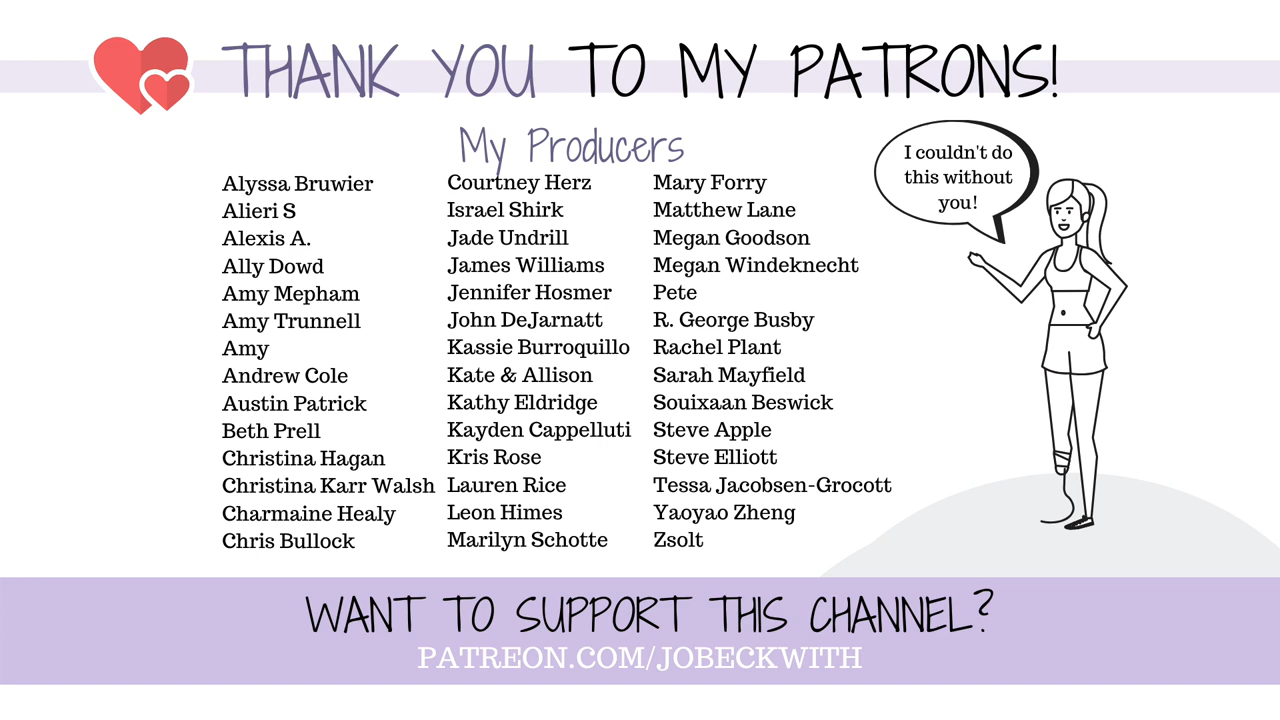 THANK YOU TO MY PATRONS!
My Producers
Alyssa Bruwier
Alieri S
Alexis A.
Ally Dowd
Amy Mepham
Amy Trunnell
Amy
Andrew Cole
Austin Patrick
Beth Prell
Christina Hagan
Christina Karr Walsh
Charmaine Healy
Chris Bullock
Courtney Herz
Israel Shirk
Jade Undrill
James Williams
Jennifer Hosmer
John DeJarnatt
Kassie Burroquillo
Kate & Allison
Kathy Eldridge
Kayden Cappelluti
Kris Rose
Lauren Rice
Leon Himes
Marilyn Schotte
Mary Forry
Matthew Lane
Megan Goodson
Megan Windeknecht
Pete
R. George Busby
Rachel Plant
Sarah Mayfield
Souixaan Beswick
Steve Apple
Steve Elliott
Tessa Jacobsen-Grocott
Yaoyao Zheng
Zsolt
I couldn't do
this without
you!
WANT TO SUPPORT THIS CHANNEL?
PATREON.COM/JOBECKWITH